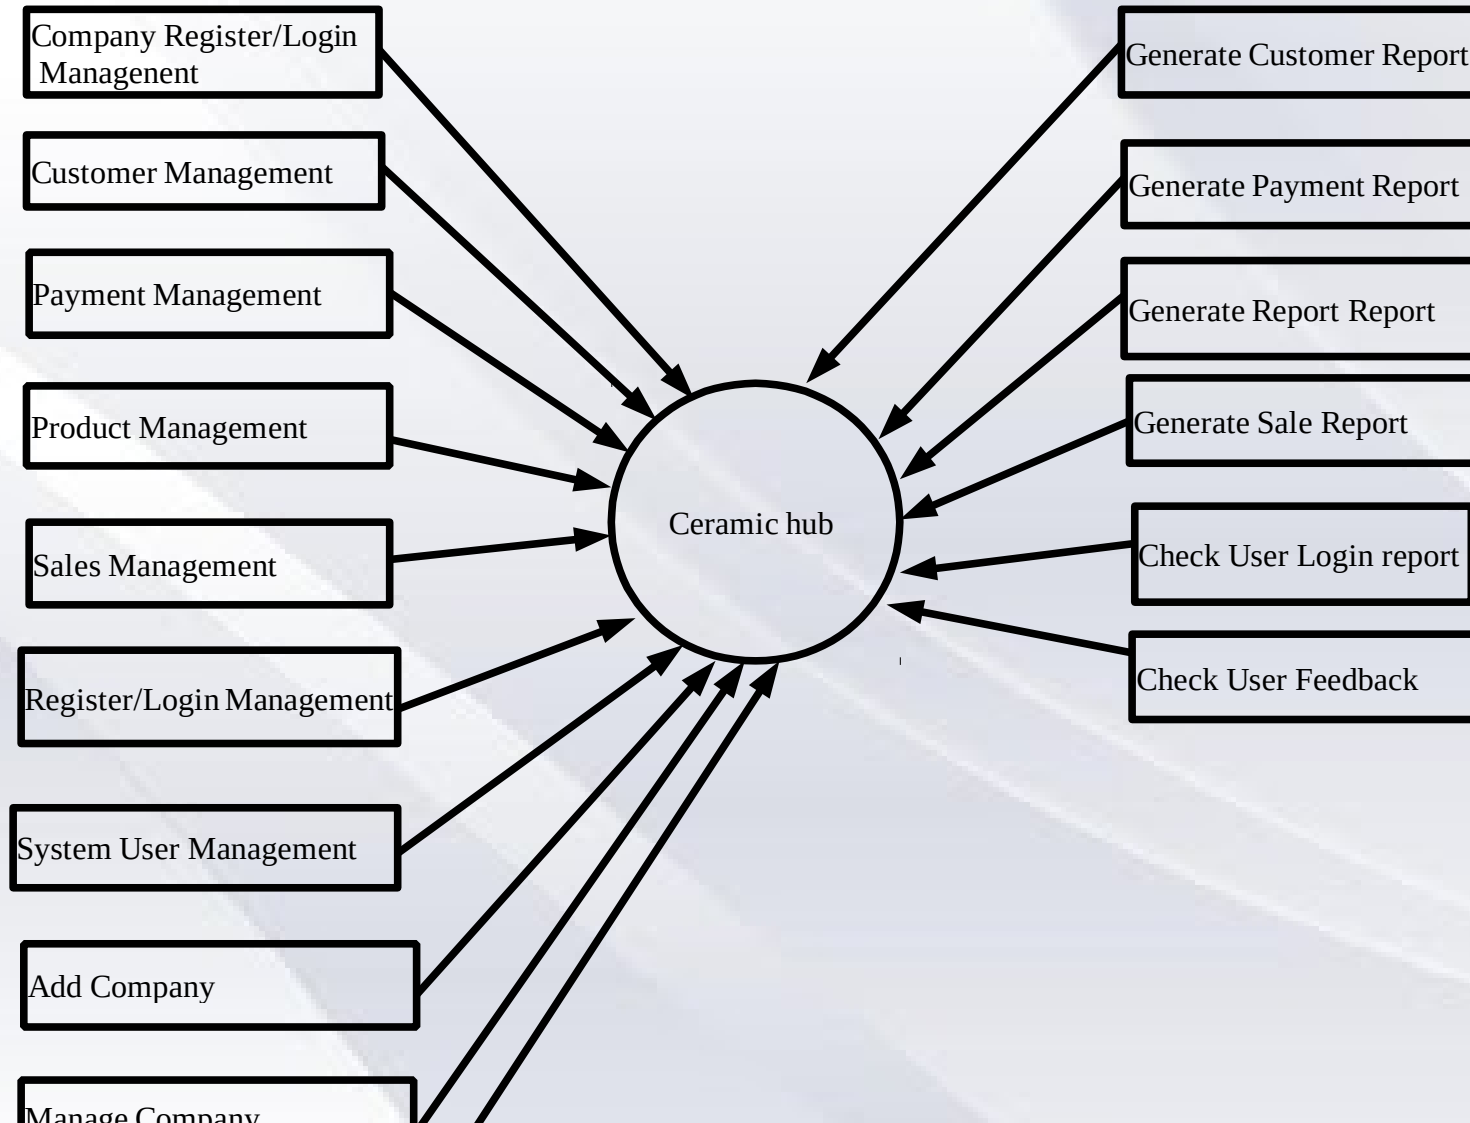 Company Register/Login
Managenent
Customer Management
Payment Management
Product Management
Sales Management
Register/Login Management
System User Management
Add Company
Manage Company
Ceramic hub
Generate Customer Report
Generate Payment Report
Generate Report Report
Generate Sale Report
Check User Login report
Check User Feedback